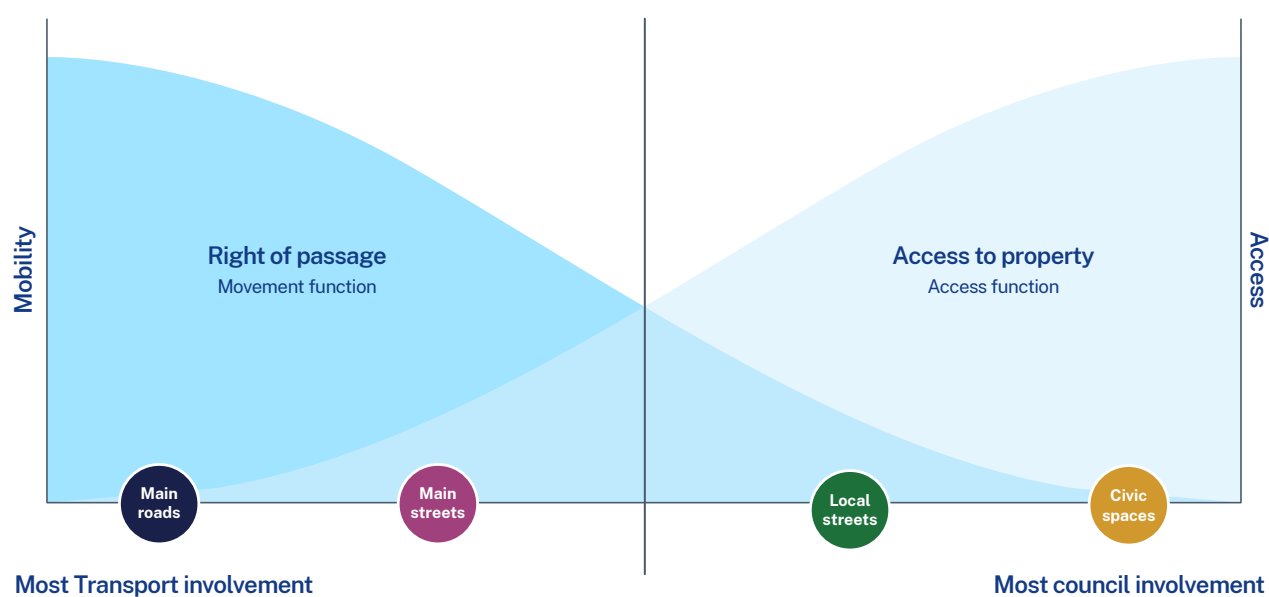 Mobility
Right of passage
Movement function
Access to property
Access function
Access
Main
roads
Main
streets
Local
streets
Civic
spaces
Most Transport involvement
Most council involvement